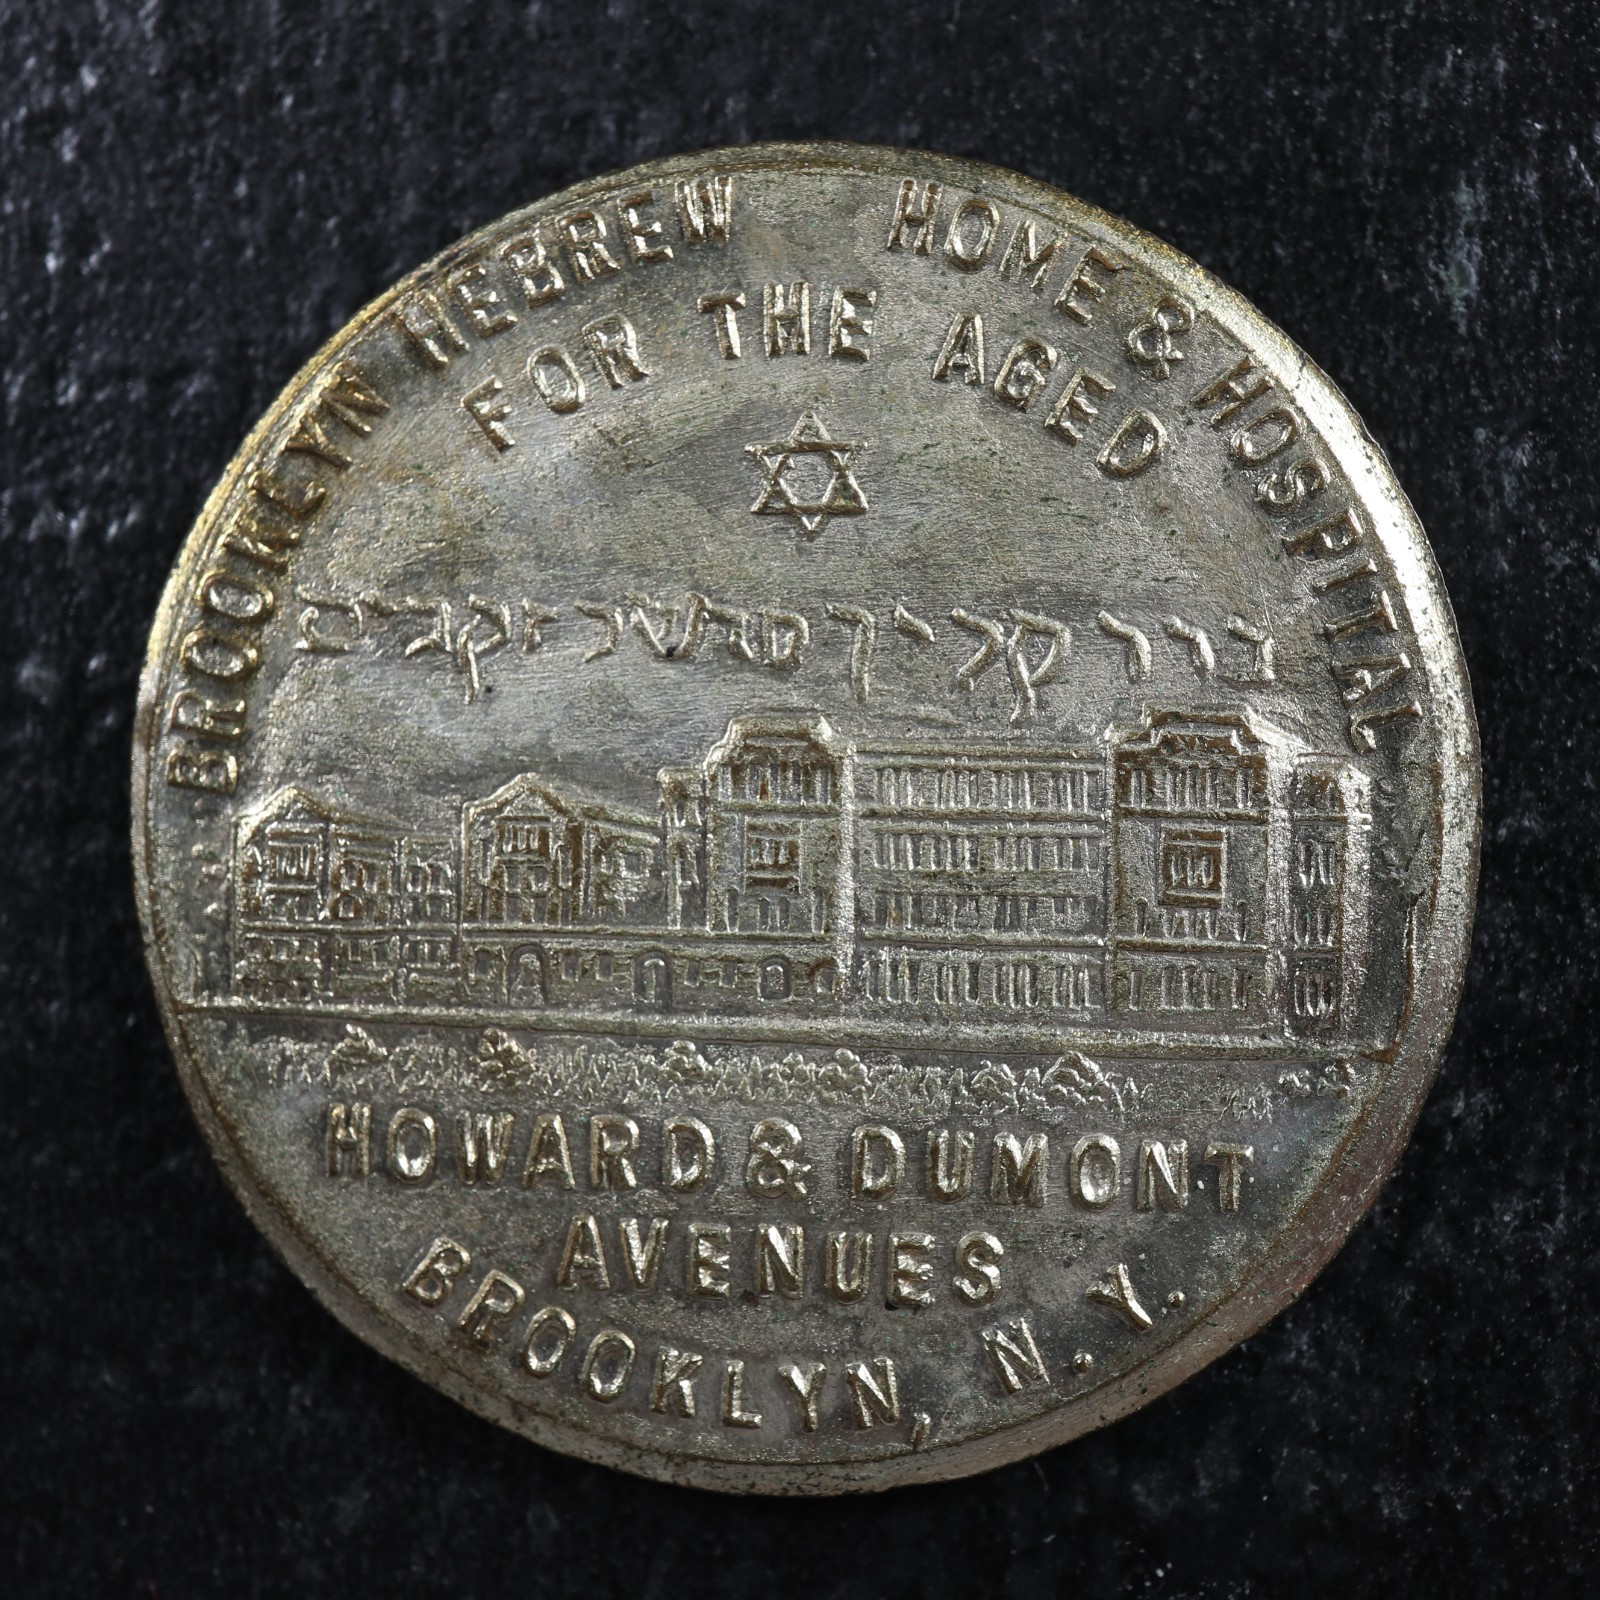 BROOKLYN HEBREW HOME & HOSPITAL
FOR THE AGED
ברוקלין מושב זקנים
HOWARD & DUMONT
AVENUES
BROOKLYN, N.Y.